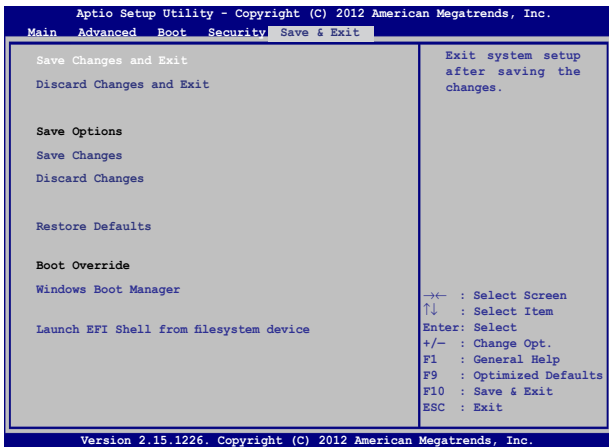 Aptio Setup Utility - Copyright (C) 2012 American Megatrends, Inc.
Main Advanced Boot Security Save & Exit
Save Changes and Exit
Discard Changes and Exit
Save Options
Save Changes
Discard Changes
Restore Defaults
Boot Override
Windows Boot Manager
Launch EFI Shell from filesystem device
Exit system setup
after saving the
changes.
→← : Select Screen
↑↓ : Select Item
Enter: Select
+/— : Change Opt.
F1 : General Help
F9 : Optimized Defaults
F10 : Save & Exit
ESC : Exit
Version 2.15.1226. Copyright (C) 2012 American Megatrends, Inc.